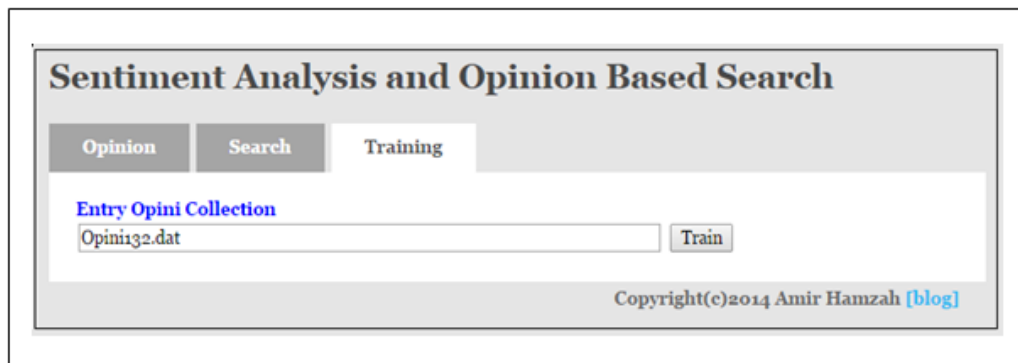 Sentiment Analysis and Opinion Based Search
Opinion Search Training
Entry Opini Collection
Opini132.dat Train
Copyright(c)2014 Amir Hamzah [blog]